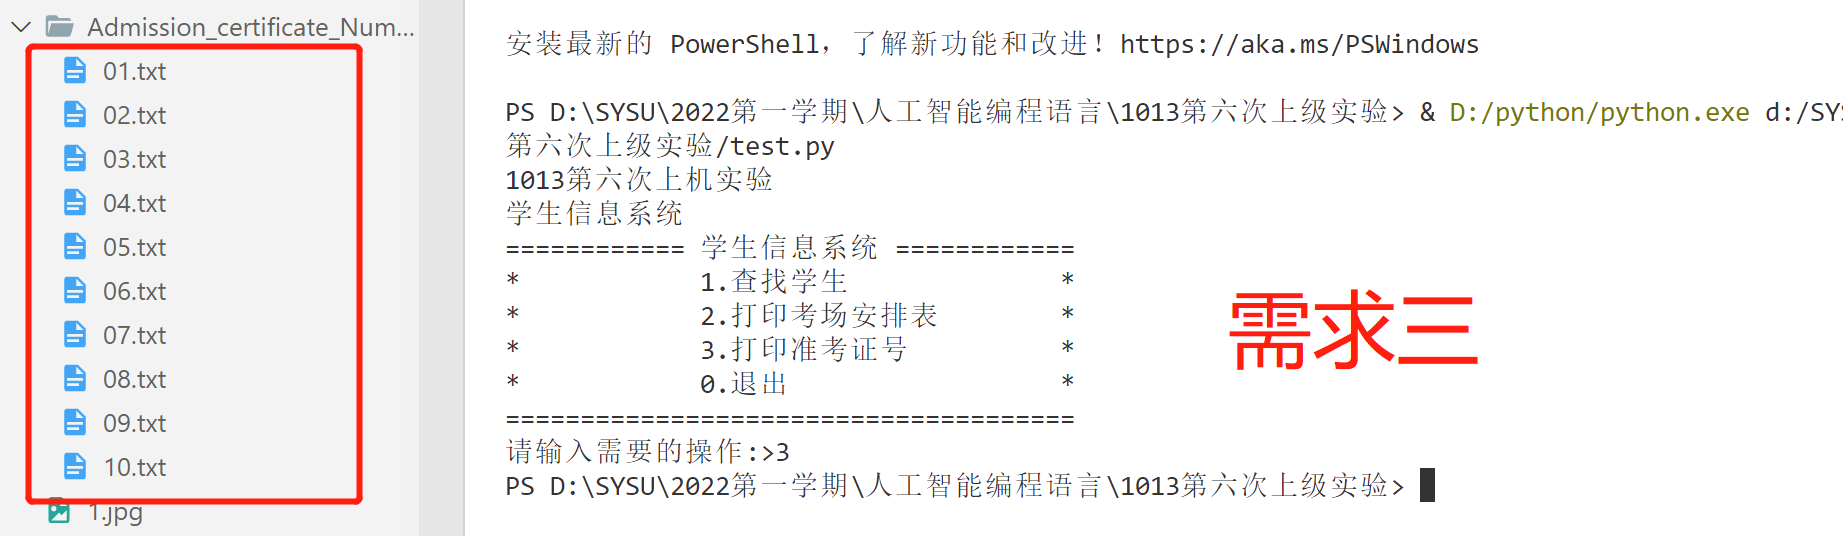 Admission_certificate_Num...
01.txt
02.txt
03.txt
04.txt
05.txt
06.txt
07.txt
08.txt
09.txt
10.txt
1.jpg
安装最新的 PowerShell，了解新功能和改进！https://aka.ms/PSWindows
PS D:\SYSU\2022第一学期\人工智能编程语言\1013第六次上级实验> & D:/python/python.exe d:/SYS
第六次上级实验/test.py
1013第六次上机实验
学生信息系统
============ 学生信息系统 ============
* 1.查找学生 *
* 2.打印考场安排表 *
* 3.打印准考证号 *
* 0.退出 *
======================================
请输入需要的操作:>3
PS D:\SYSU\2022第一学期\人工智能编程语言\1013第六次上级实验>
需求三